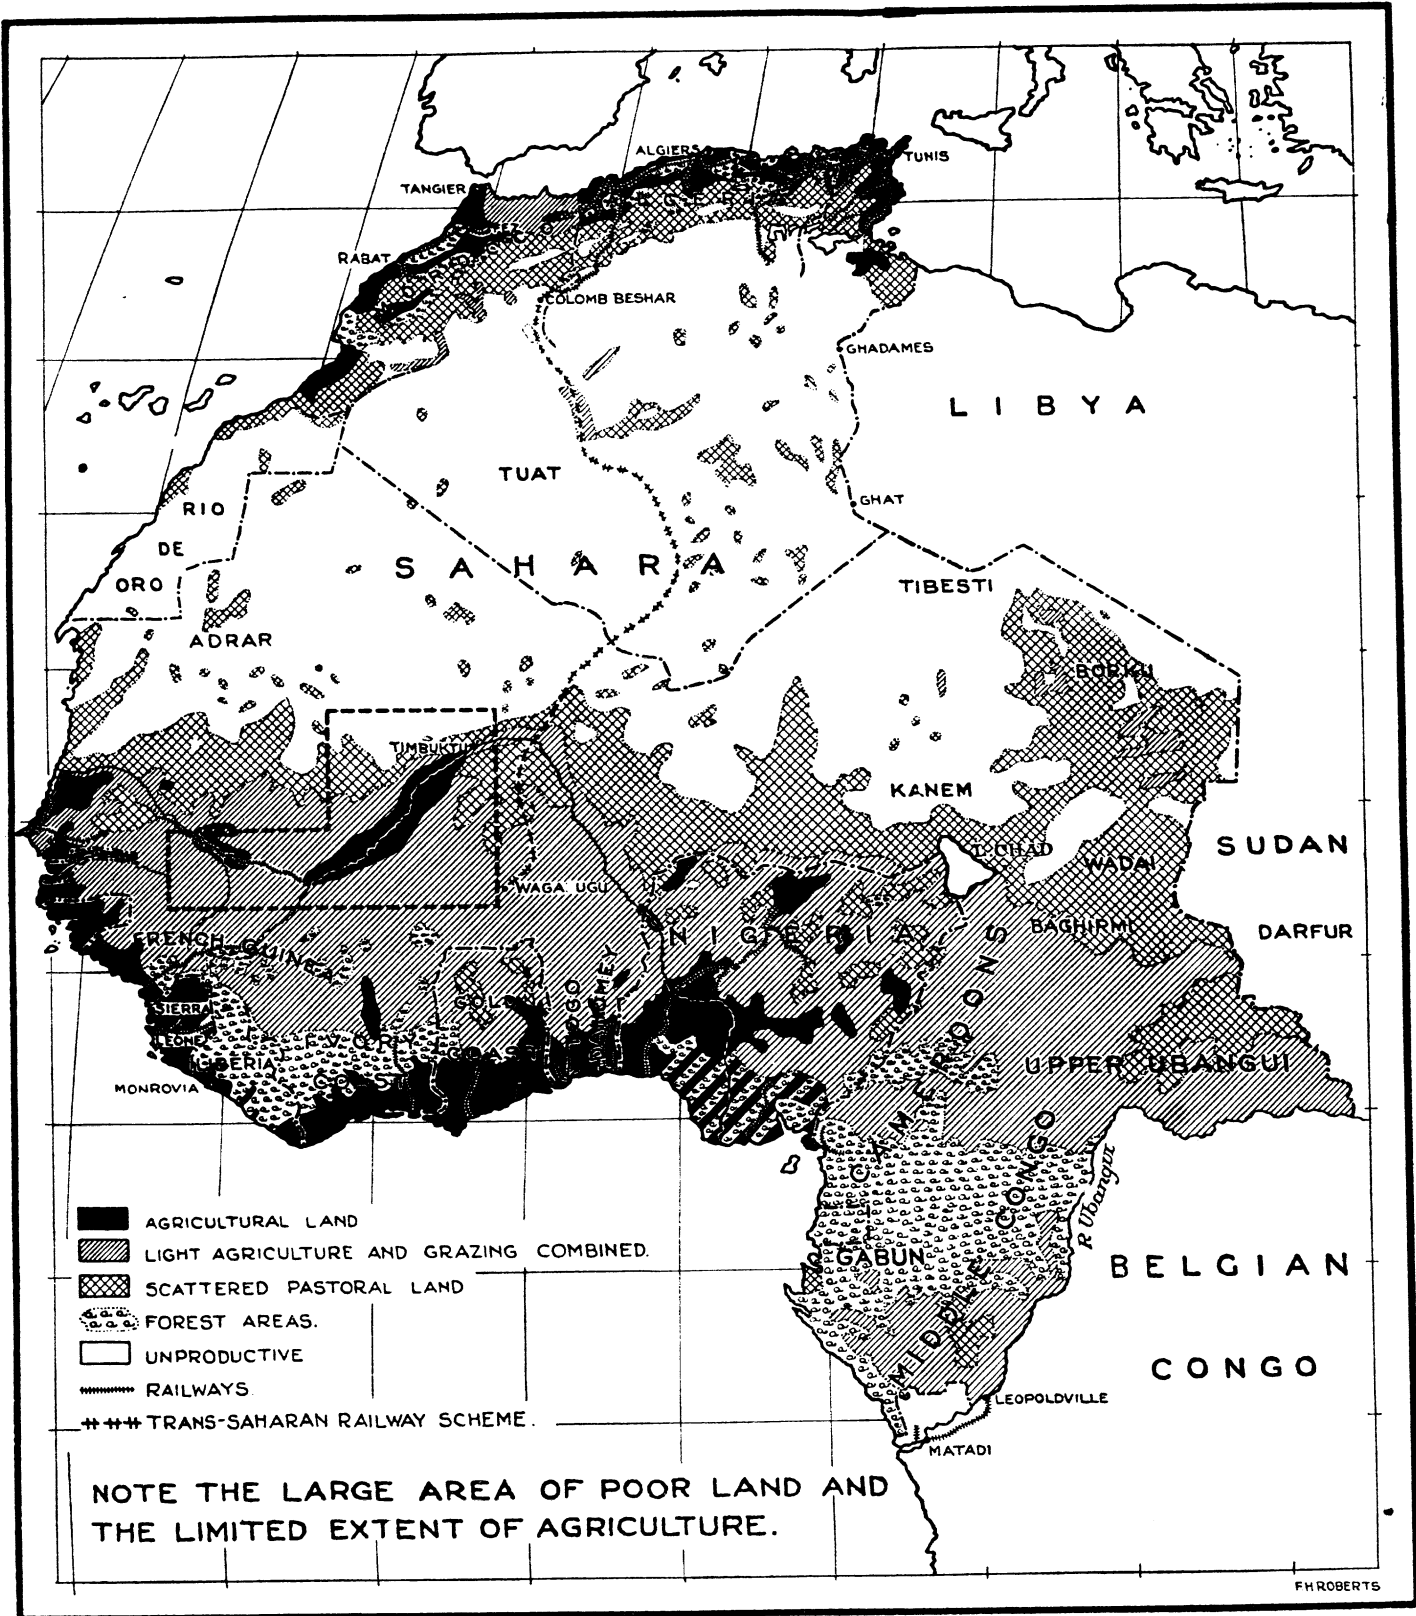 ALGIERS
TUNIS
TANGIER
FEZ
RABAT
COLOMB BESHAR
GHADAMES
LIBYA
TUAT
GHAT
RIO
DE
ORO
SAHARA
TIBESTI
ADRAR
BORKU
TIMBUKTU
KANEM
SUDAN
T. CHAD
WADAI
WAGA UGU
NIGERIA
BAGHIRMI
DARFUR
FRENCH GUINEA
SIERRA
LEONE
LIBERIA
IVORY
COAST
GOLD
COAST
TOGO
MONROVIA
UPPER UBANGUI
CAMEROONS
MIDDLE CONGO
R Ubangui
GABUN
BELGIAN
CONGO
LEOPOLDVILLE
MATADI
AGRICULTURAL LAND
LIGHT AGRICULTURE AND GRAZING COMBINED.
SCATTERED PASTORAL LAND
FOREST AREAS.
UNPRODUCTIVE
RAILWAYS.
TRANS-SAHARAN RAILWAY SCHEME.
NOTE THE LARGE AREA OF POOR LAND AND
THE LIMITED EXTENT OF AGRICULTURE.
F H ROBERTS